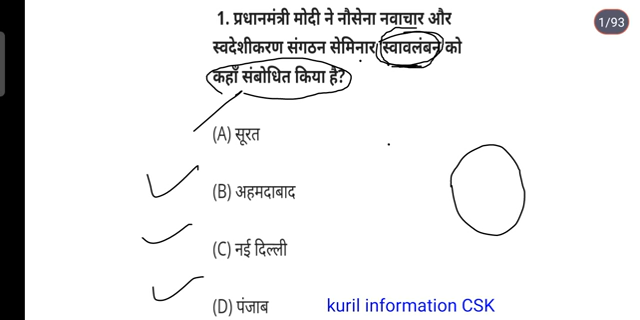 1. प्रधानमंत्री मोदी ने नौसेना नवाचार और
1/93
स्वदेशीकरण संगठन सेमिनार स्वावलंबन को
कहाँ संबोधित किया है?
(A) सूरत
(B) अहमदाबाद
(C) नई दिल्ली
(D) पंजाब
kuril information CSK